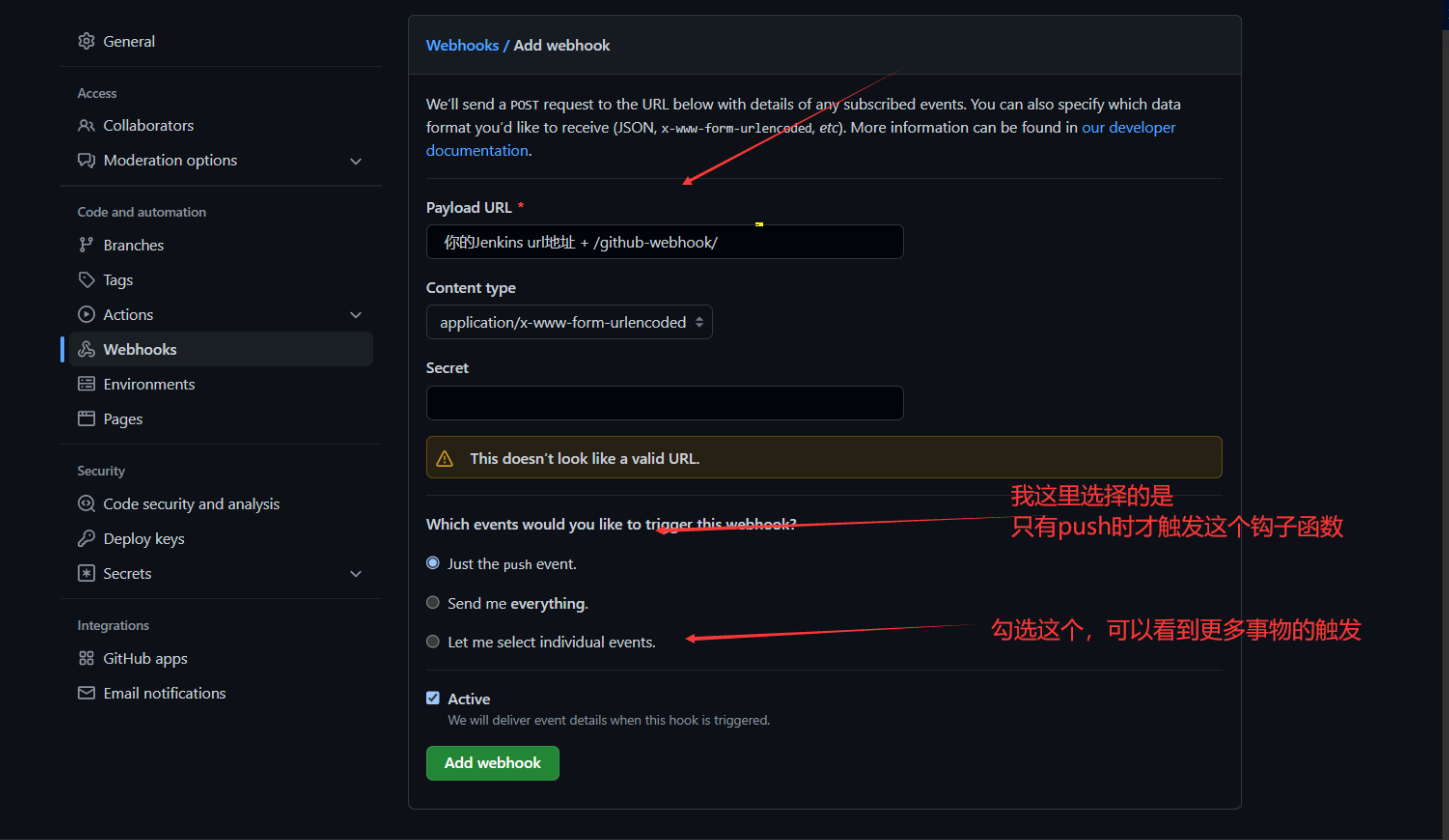 General
Access
Collaborators
Moderation options
Code and automation
Branches
Tags
Actions
Webhooks
Environments
Pages
Security
Code security and analysis
Deploy keys
Secrets
Integrations
GitHub apps
Email notifications
Webhooks / Add webhook
We’ll send a POST request to the URL below with details of any subscribed events. You can also specify which data
format you’d like to receive (JSON, x-www-form-urlencoded, etc). More information can be found in our developer
documentation.
Payload URL *
你的Jenkins url地址 + /github-webhook/
Content type
application/x-www-form-urlencoded
Secret
This doesn’t look like a valid URL.
我这里选择的是
只有push时才触发这个钩子函数
Which events would you like to trigger this webhook?
Just the push event.
Send me everything.
Let me select individual events.
勾选这个，可以看到更多事物的触发
Active
We will deliver event details when this hook is triggered.
Add webhook